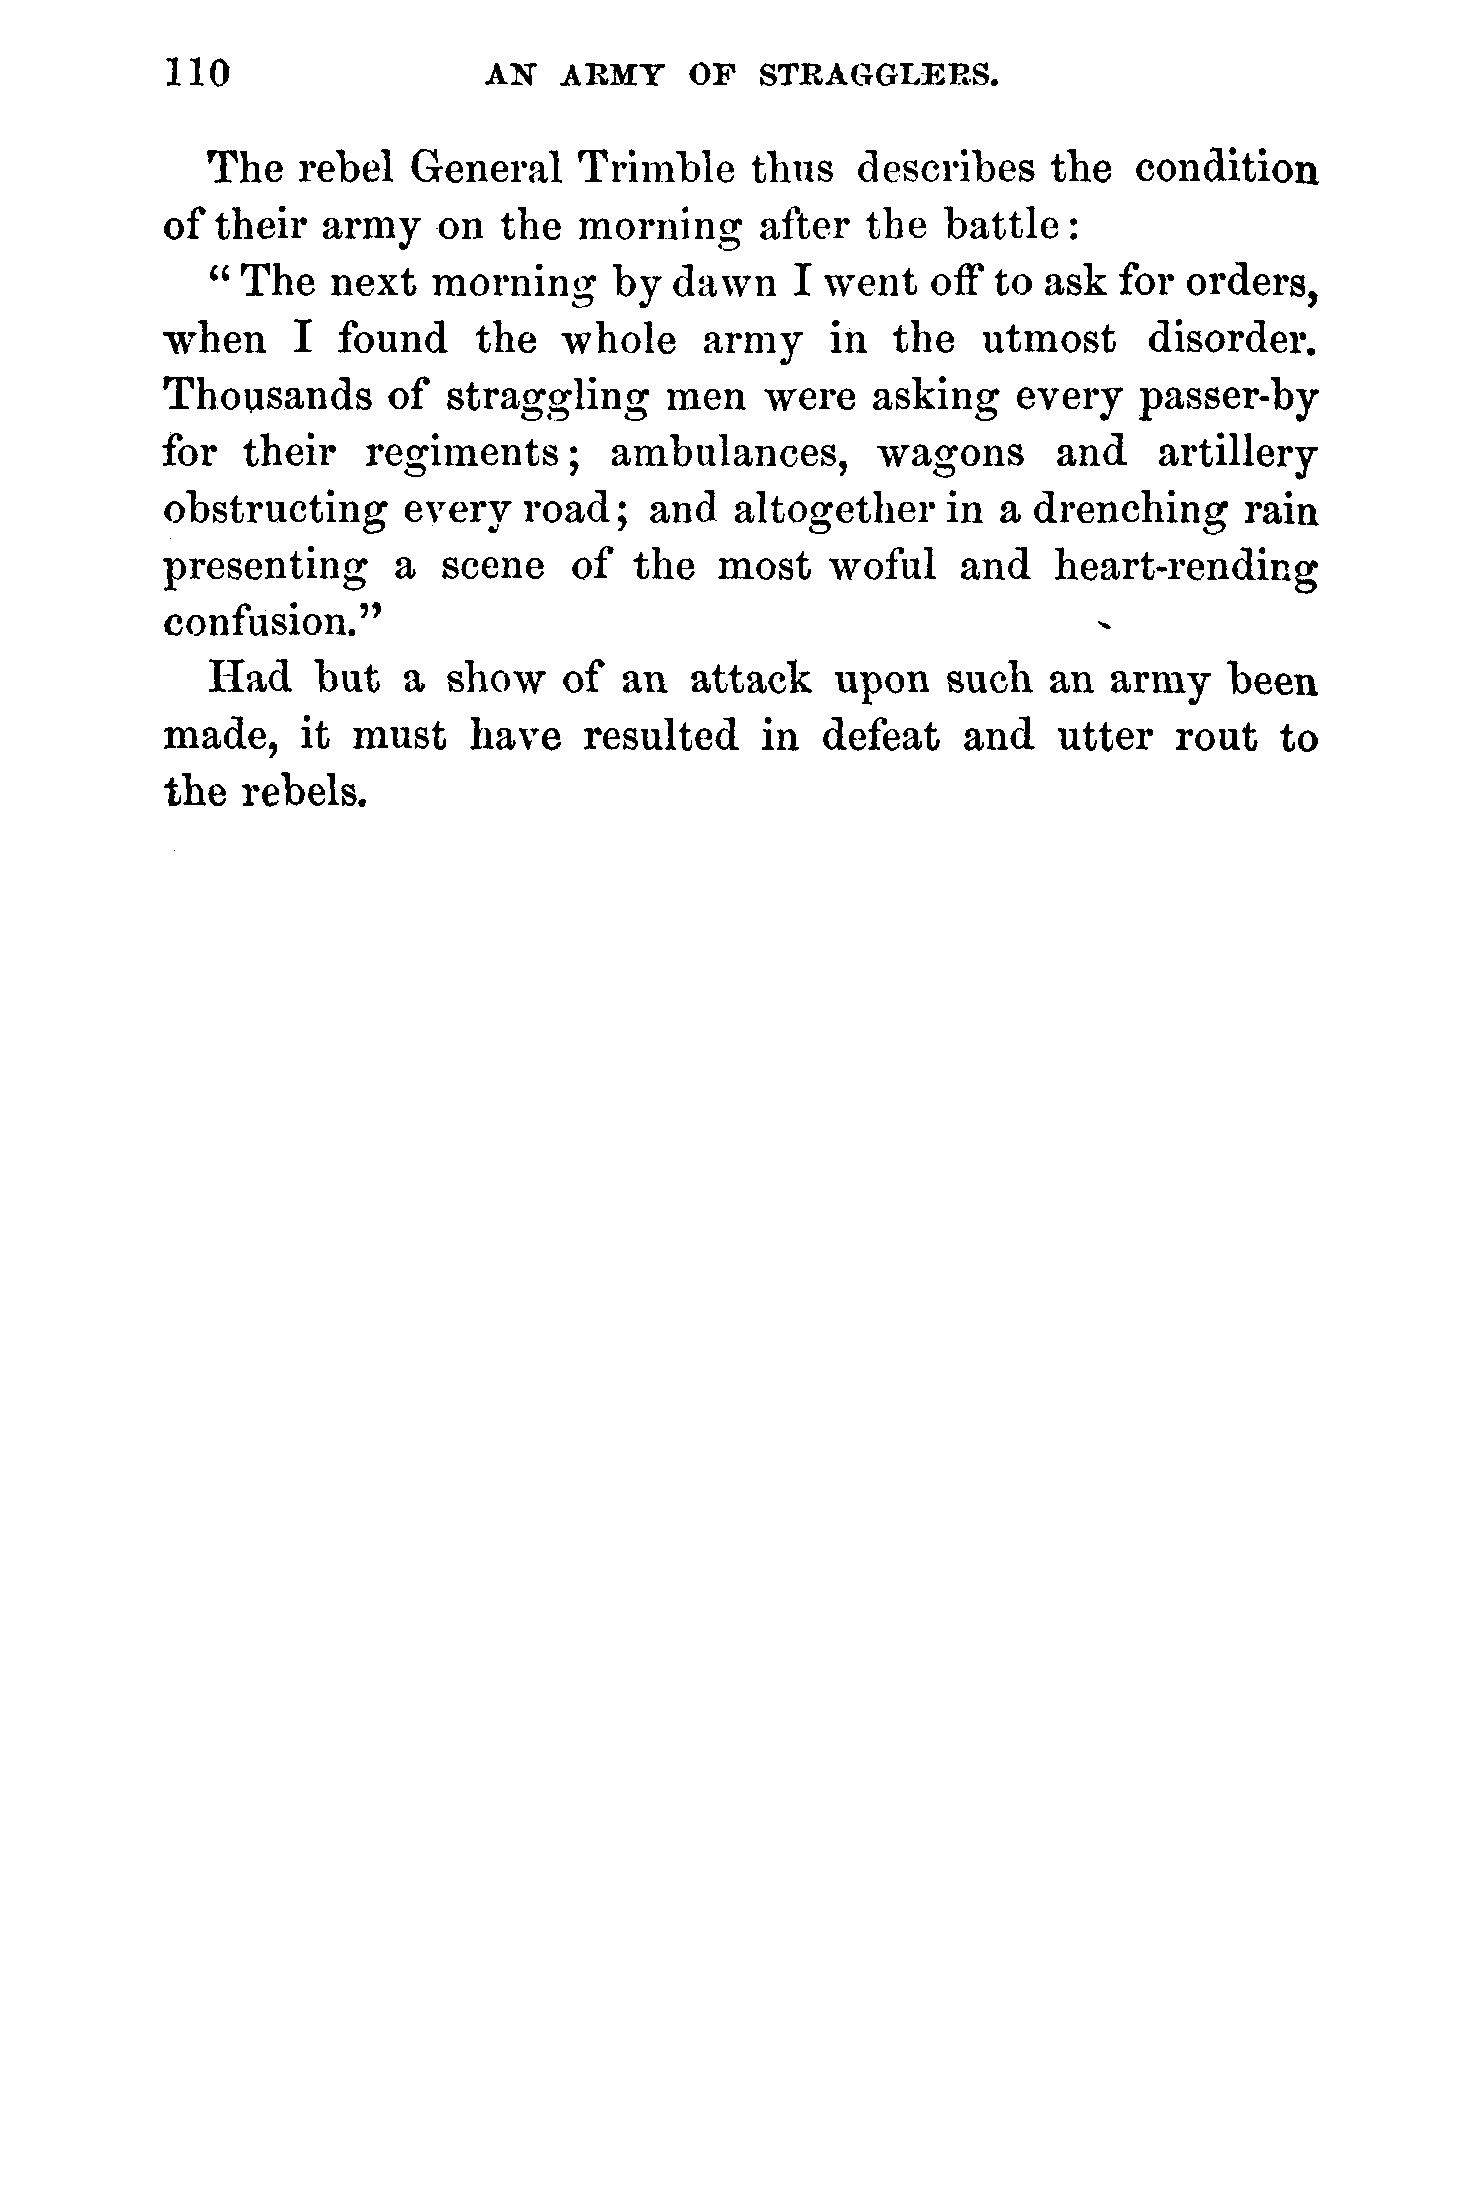 110 AN ARMY OF STRAGGLERS.
The rebel General Trimble thus describes the condition
of their army on the morning after the battle:
“The next morning by dawn I went off to ask for orders,
when I found the whole army in the utmost disorder.
Thousands of straggling men were asking every passer-by
for their regiments; ambulances, wagons and artillery
obstructing every road; and altogether in a drenching rain
presenting a scene of the most woful and heart-rending
confusion.”
Had but a show of an attack upon such an army been
made, it must have resulted in defeat and utter rout to
the rebels.